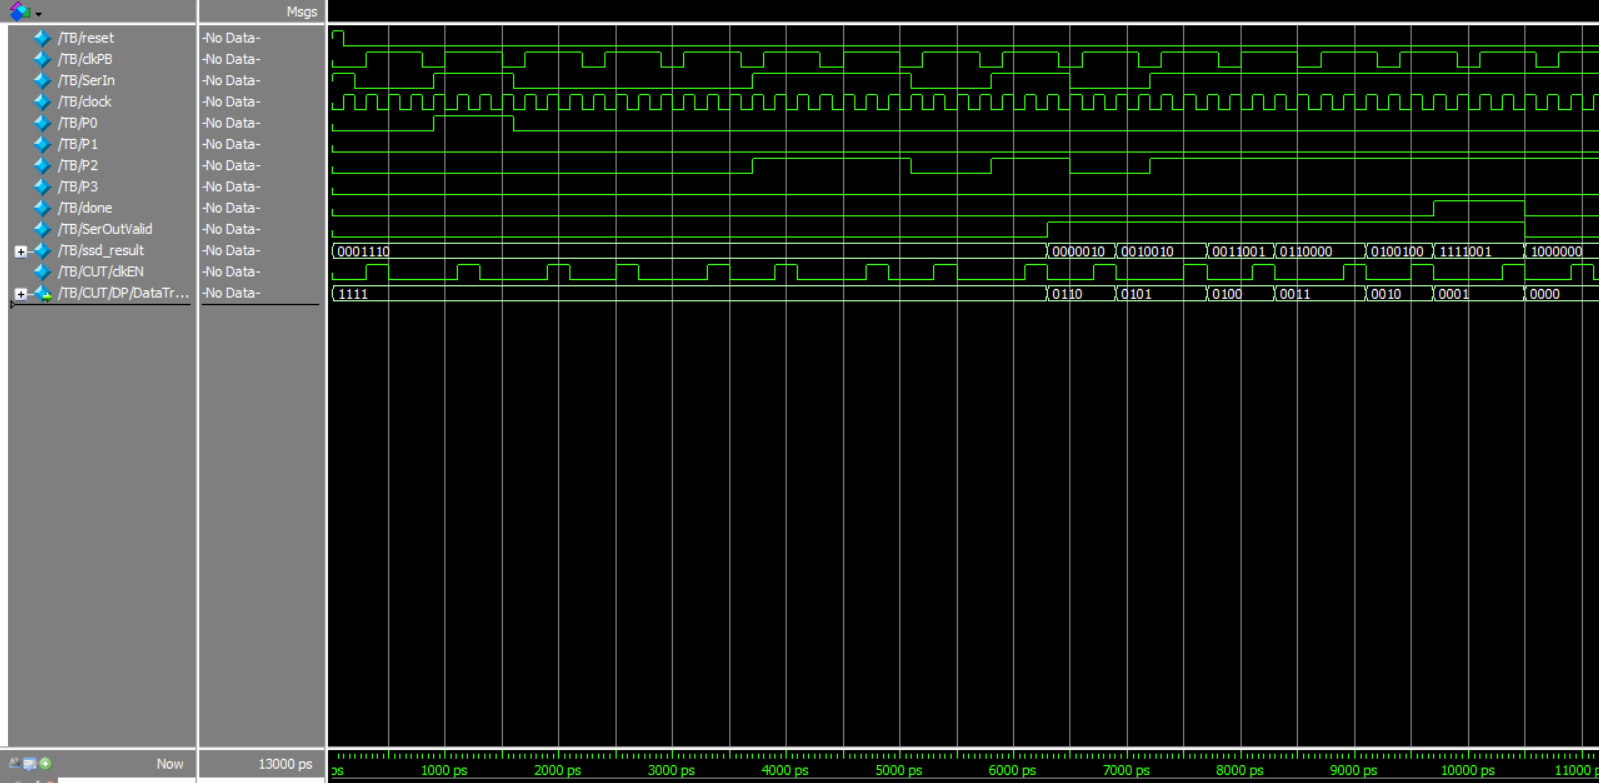 Msgs
/TB/reset -No Data-
/TB/clkPB -No Data-
/TB/SerIn -No Data-
/TB/clock -No Data-
/TB/P0 -No Data-
/TB/P1 -No Data-
/TB/P2 -No Data-
/TB/P3 -No Data-
/TB/done -No Data-
/TB/SerOutValid -No Data-
/TB/ssd_result -No Data- 0001110 0000010 0010010 0011001 0110000 0100100 1111001 1000000
/TB/CUT/clkEN -No Data-
/TB/CUT/DP/DataTr... -No Data- 1111 0110 0101 0100 0011 0010 0001 0000
Now 13000 ps ps 1000 ps 2000 ps 3000 ps 4000 ps 5000 ps 6000 ps 7000 ps 8000 ps 9000 ps 10000 ps 11000